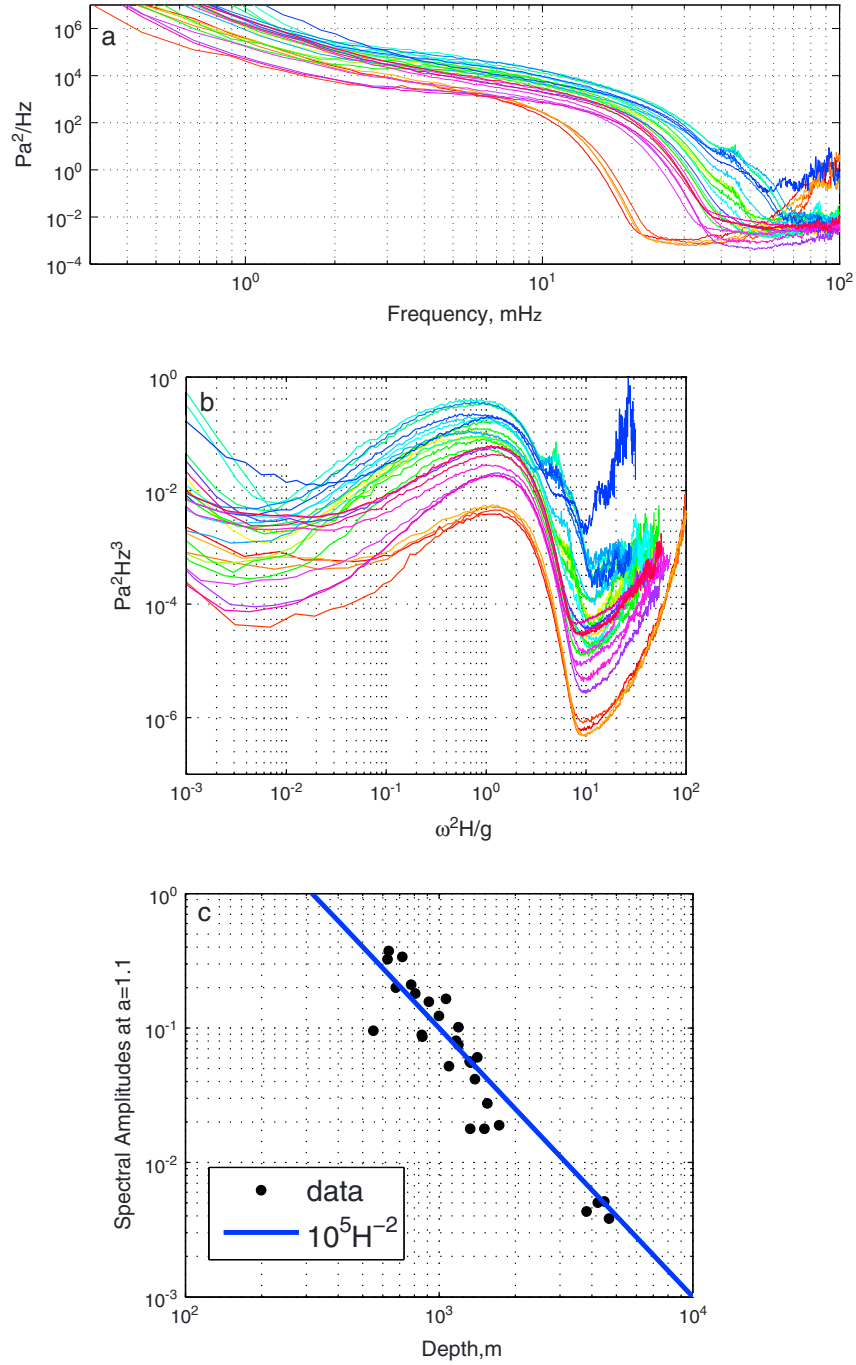 a
10^6
10^4
10^2
10^0
10^-2
10^-4
Pa^2/Hz
10^0
10^1
10^2
Frequency, mHz
b
10^0
10^-2
10^-4
10^-6
Pa^2Hz^3
10^-3
10^-2
10^-1
10^0
10^1
10^2
ω^2H/g
c
10^0
10^-1
10^-2
10^-3
Spectral Amplitudes at a=1.1
data
10^5H^-2
10^2
10^3
10^4
Depth,m